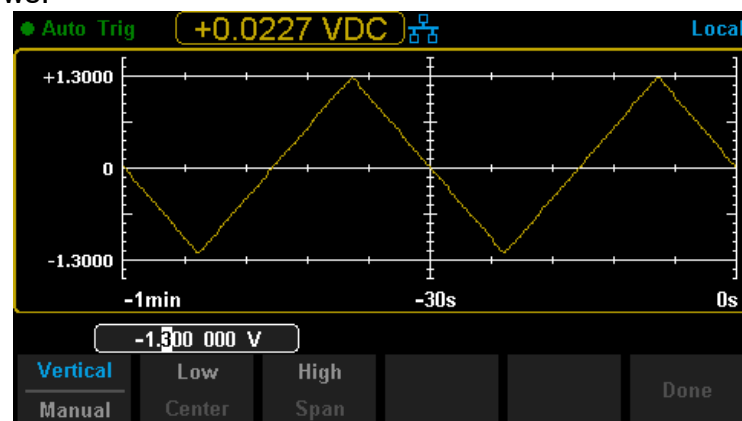 Auto Trig +0.0227 VDC Local
+1.3000
0
-1.3000
-1min -30s 0s
-1.300 000 V
Vertical Low High
Manual Center Span Done